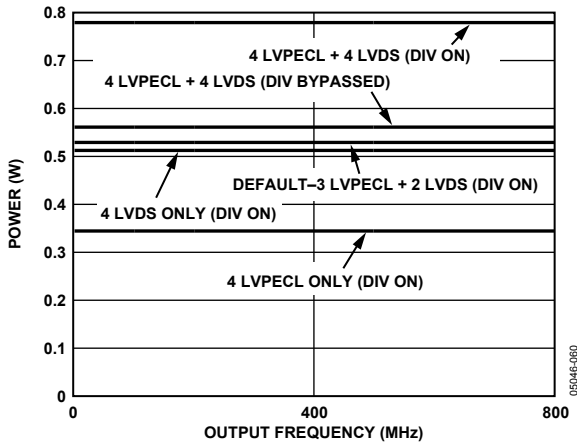 0.8
4 LVPECL + 4 LVDS (DIV ON)
0.7
4 LVPECL + 4 LVDS (DIV BYPASSED)
0.6
0.5
DEFAULT–3 LVPECL + 2 LVDS (DIV ON)
4 LVDS ONLY (DIV ON)
0.4
POWER (W)
0.3
4 LVPECL ONLY (DIV ON)
0.2
0.1
0
0
400
800
OUTPUT FREQUENCY (MHz)
05046-060